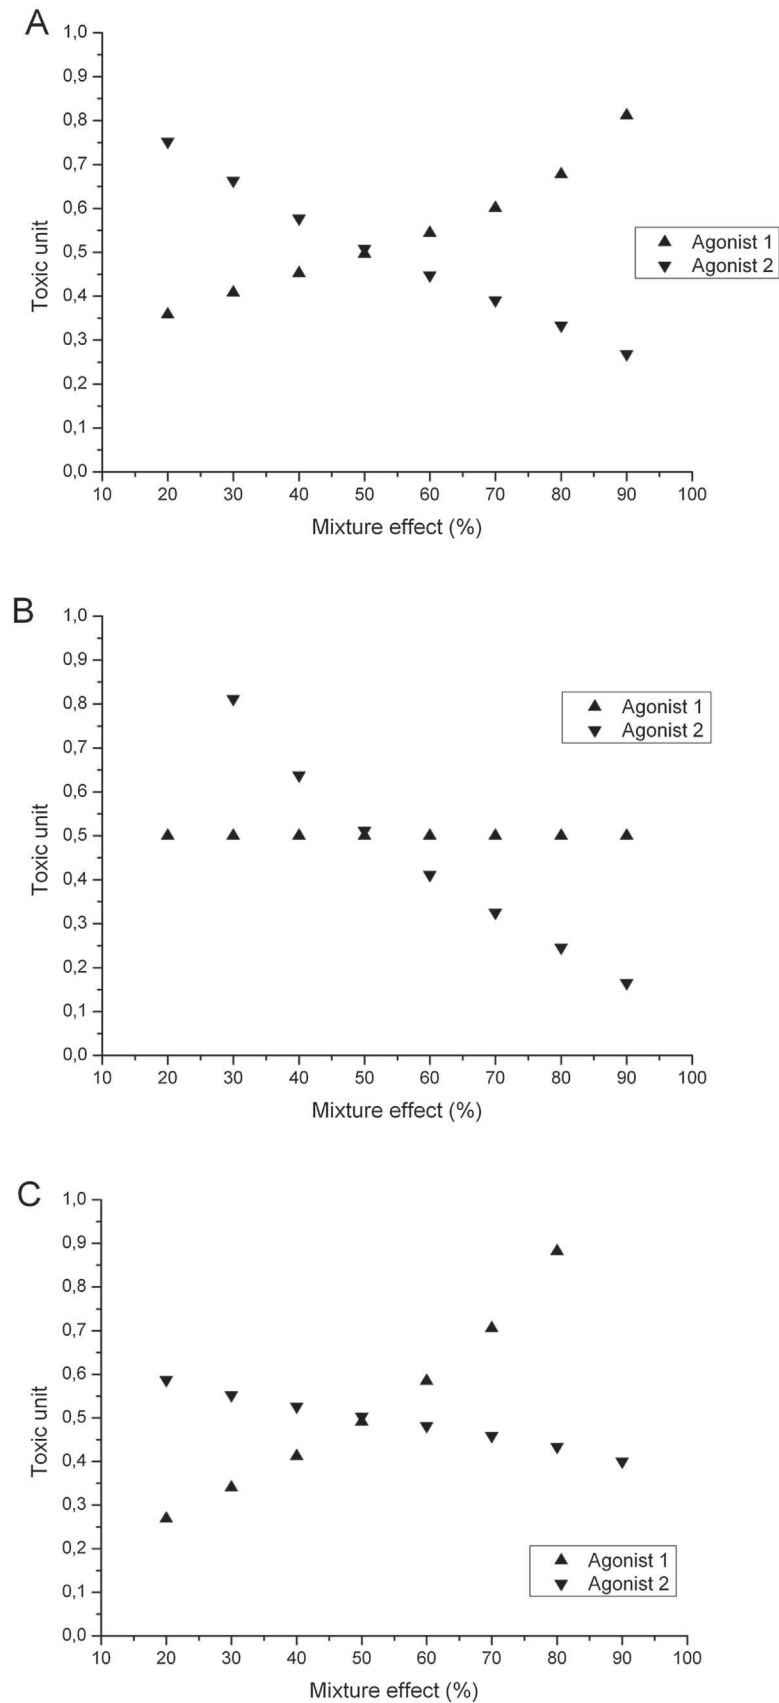 A
1,0
0,9
0,8
0,7
0,6
0,5
0,4
0,3
0,2
0,1
0,0
Toxic unit
Agonist 1
Agonist 2
10 20 30 40 50 60 70 80 90 100
Mixture effect (%)
B
1,0
0,9
0,8
0,7
0,6
0,5
0,4
0,3
0,2
0,1
0,0
Toxic unit
Agonist 1
Agonist 2
10 20 30 40 50 60 70 80 90 100
Mixture effect (%)
C
1,0
0,9
0,8
0,7
0,6
0,5
0,4
0,3
0,2
0,1
0,0
Toxic unit
Agonist 1
Agonist 2
10 20 30 40 50 60 70 80 90 100
Mixture effect (%)